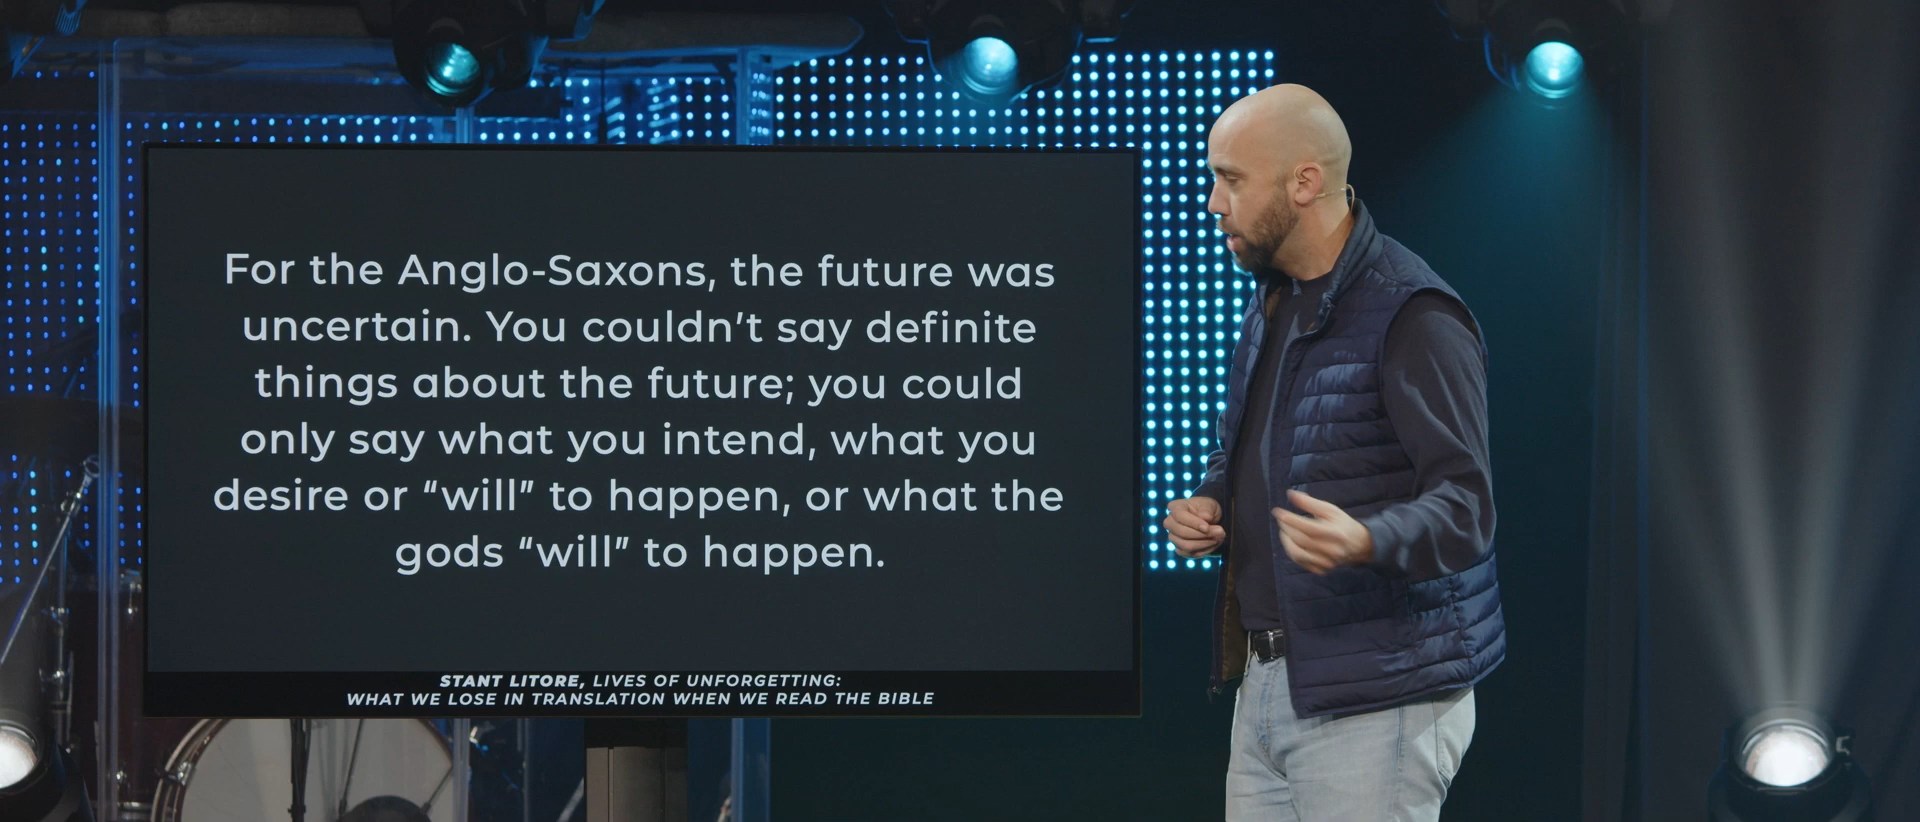 For the Anglo-Saxons, the future was
uncertain. You couldn't say definite
things about the future; you could
only say what you intend, what you
desire or “will” to happen, or what the
gods “will” to happen.
STANT LITORE, LIVES OF UNFORGETTING:
WHAT WE LOSE IN TRANSLATION WHEN WE READ THE BIBLE